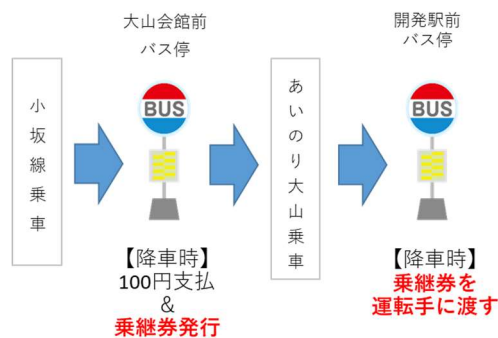 小坂線乗車
大山会館前
バス停
BUS
【降車時】
100円支払
&
乗継券発行
あいのり大山乗車
開発駅前
バス停
BUS
【降車時】
乗継券を
運転手に渡す